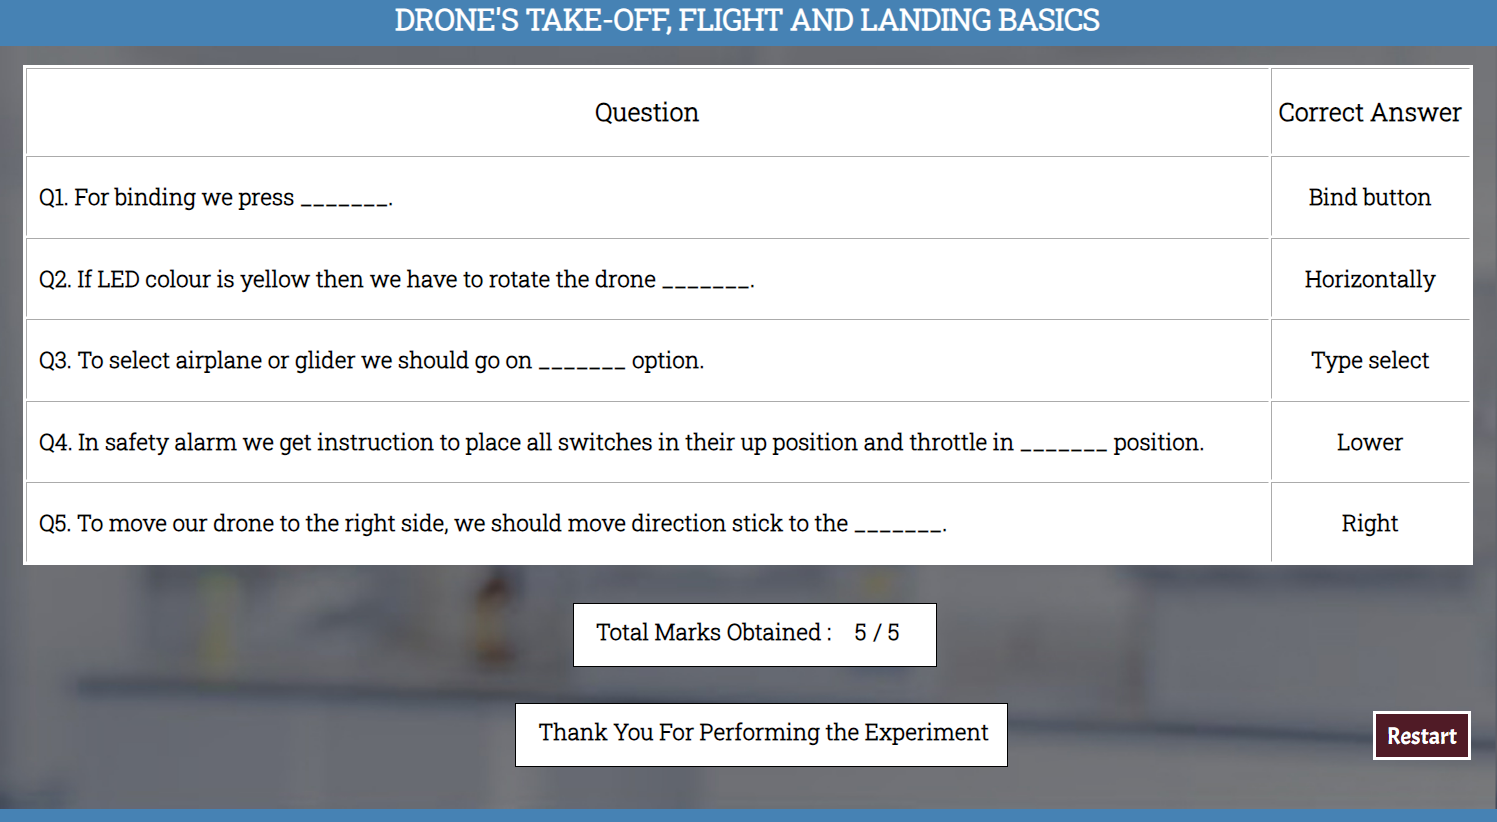 DRONE'S TAKE-OFF, FLIGHT AND LANDING BASICS
Question
Correct Answer
Q1. For binding we press _______.
Bind button
Q2. If LED colour is yellow then we have to rotate the drone _______.
Horizontally
Q3. To select airplane or glider we should go on _______ option.
Type select
Q4. In safety alarm we get instruction to place all switches in their up position and throttle in _______ position.
Lower
Q5. To move our drone to the right side, we should move direction stick to the _______.
Right
Total Marks Obtained : 5 / 5
Thank You For Performing the Experiment
Restart